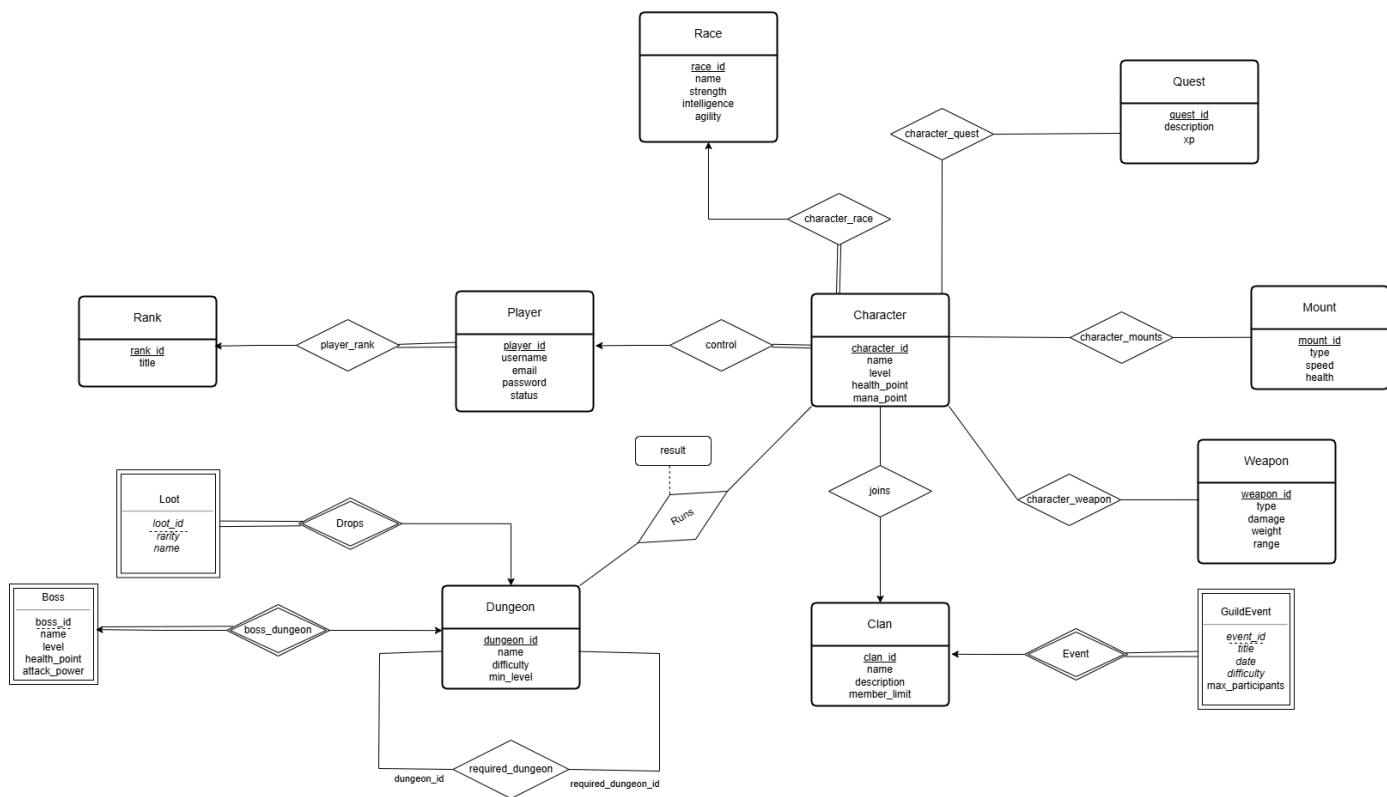 Race
race_id
name
strength
intelligence
agility
Quest
quest_id
description
xp
character_quest
character_race
Rank
rank_id
title
player_rank
Player
player_id
username
email
password
status
control
Character
character_id
name
level
health_point
mana_point
character_mounts
Mount
mount_id
type
speed
health
result
Runs
joins
character_weapon
Weapon
weapon_id
type
damage
weight
range
Loot
loot_id
rarity
name
Drops
Boss
boss_id
name
level
health_point
attack_power
boss_dungeon
Dungeon
dungeon_id
name
difficulty
min_level
Clan
clan_id
name
description
member_limit
Event
GuildEvent
event_id
title
date
difficulty
max_participants
required_dungeon
dungeon_id
required_dungeon_id